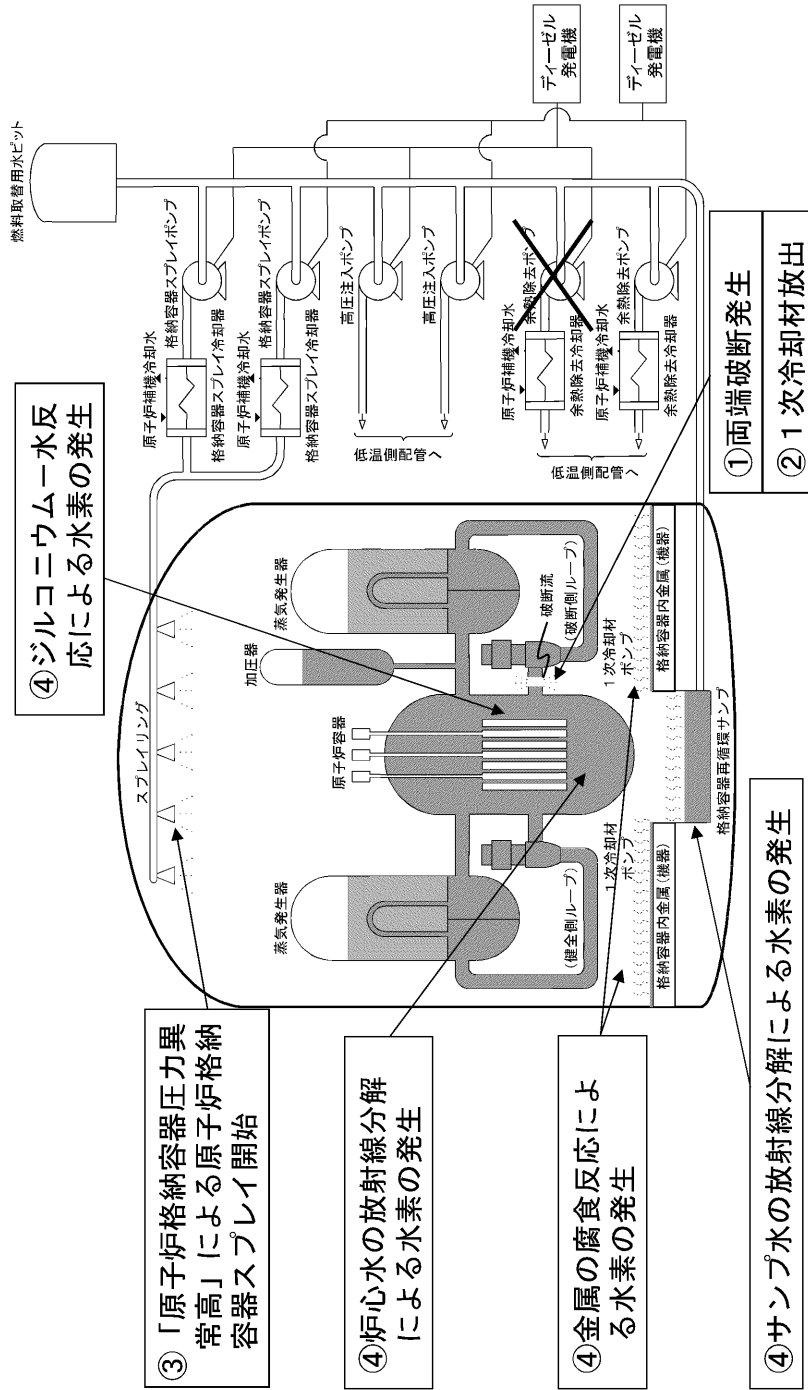 燃料取替用水ピット
ディーゼル
発電機
ディーゼル
発電機
格納容器スプレイポンプ
原子炉補機冷却水
格納容器スプレイ冷却器
格納容器スプレイポンプ
原子炉補機冷却水
格納容器スプレイ冷却器
高圧注入ポンプ
高圧注入ポンプ
低温側配管へ
余熱除去ポンプ
原子炉補機冷却水
余熱除去冷却器
余熱除去ポンプ
原子炉補機冷却水
余熱除去冷却器
低温側配管へ
①両端破断発生
②1次冷却材放出
④ジルコニウムー水反
応による水素の発生
スプレイリング
加圧器
原子炉容器
蒸気発生器
蒸気発生器
破断流
(破断側ループ)
(健全側ループ)
1次冷却材
ポンプ
1次冷却材
ポンプ
格納容器内金属(機器)
格納容器内金属(機器)
格納容器再循環サンプ
③「原子炉格納容器圧力異
常高」による原子炉格納
容器スプレイ開始
④炉心水の放射線分解
による水素の発生
④金属の腐食反応によ
る水素の発生
④サンプ水の放射線分解による水素の発生